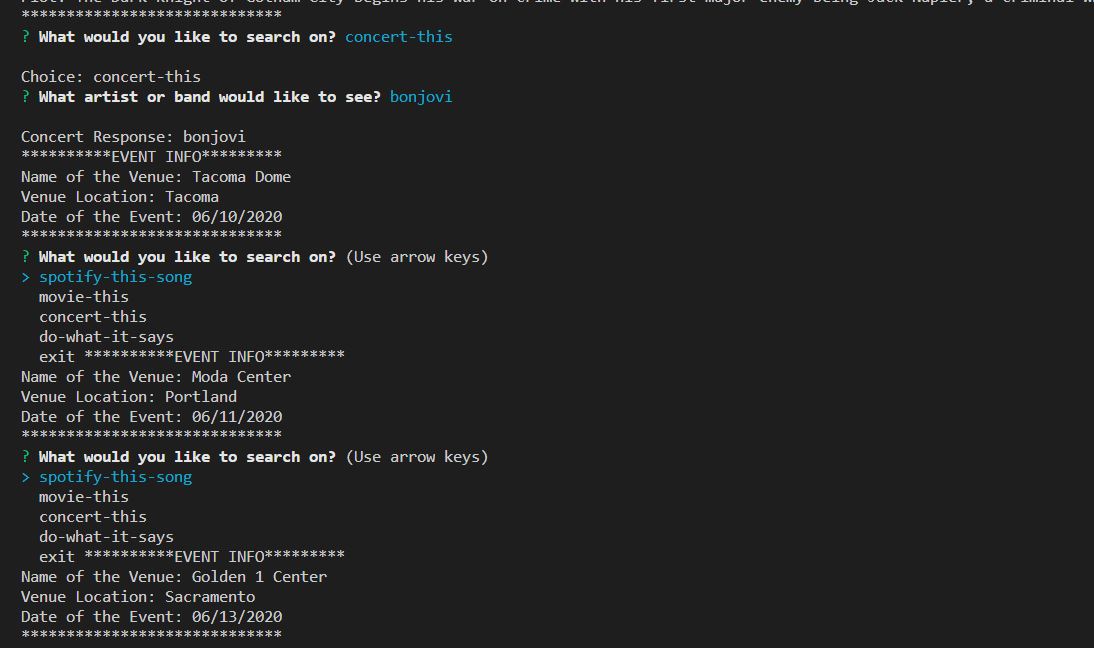 Plot: The Dark Knight of Gotham City begins his war on crime with his first major enemy being Jack Napier, a criminal w
*****************************
? What would you like to search on? concert-this
Choice: concert-this
? What artist or band would like to see? bonjovi
Concert Response: bonjovi
**********EVENT INFO*********
Name of the Venue: Tacoma Dome
Venue Location: Tacoma
Date of the Event: 06/10/2020
*****************************
? What would you like to search on? (Use arrow keys)
> spotify-this-song
movie-this
concert-this
do-what-it-says
exit **********EVENT INFO*********
Name of the Venue: Moda Center
Venue Location: Portland
Date of the Event: 06/11/2020
*****************************
? What would you like to search on? (Use arrow keys)
> spotify-this-song
movie-this
concert-this
do-what-it-says
exit **********EVENT INFO*********
Name of the Venue: Golden 1 Center
Venue Location: Sacramento
Date of the Event: 06/13/2020
*****************************